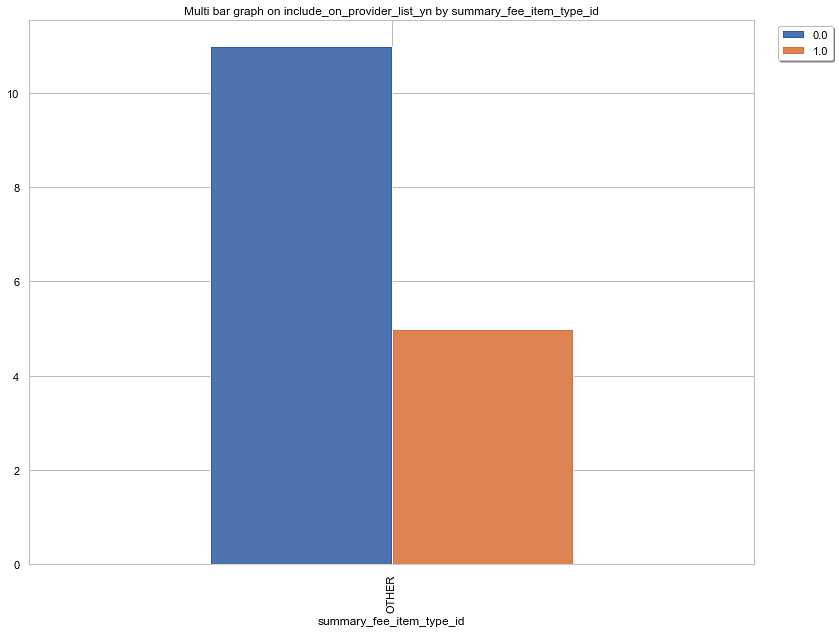 Multi bar graph on include_on_provider_list_yn by summary_fee_item_type_id
0.0
1.0
10
8
6
4
2
0
OTHER
summary_fee_item_type_id